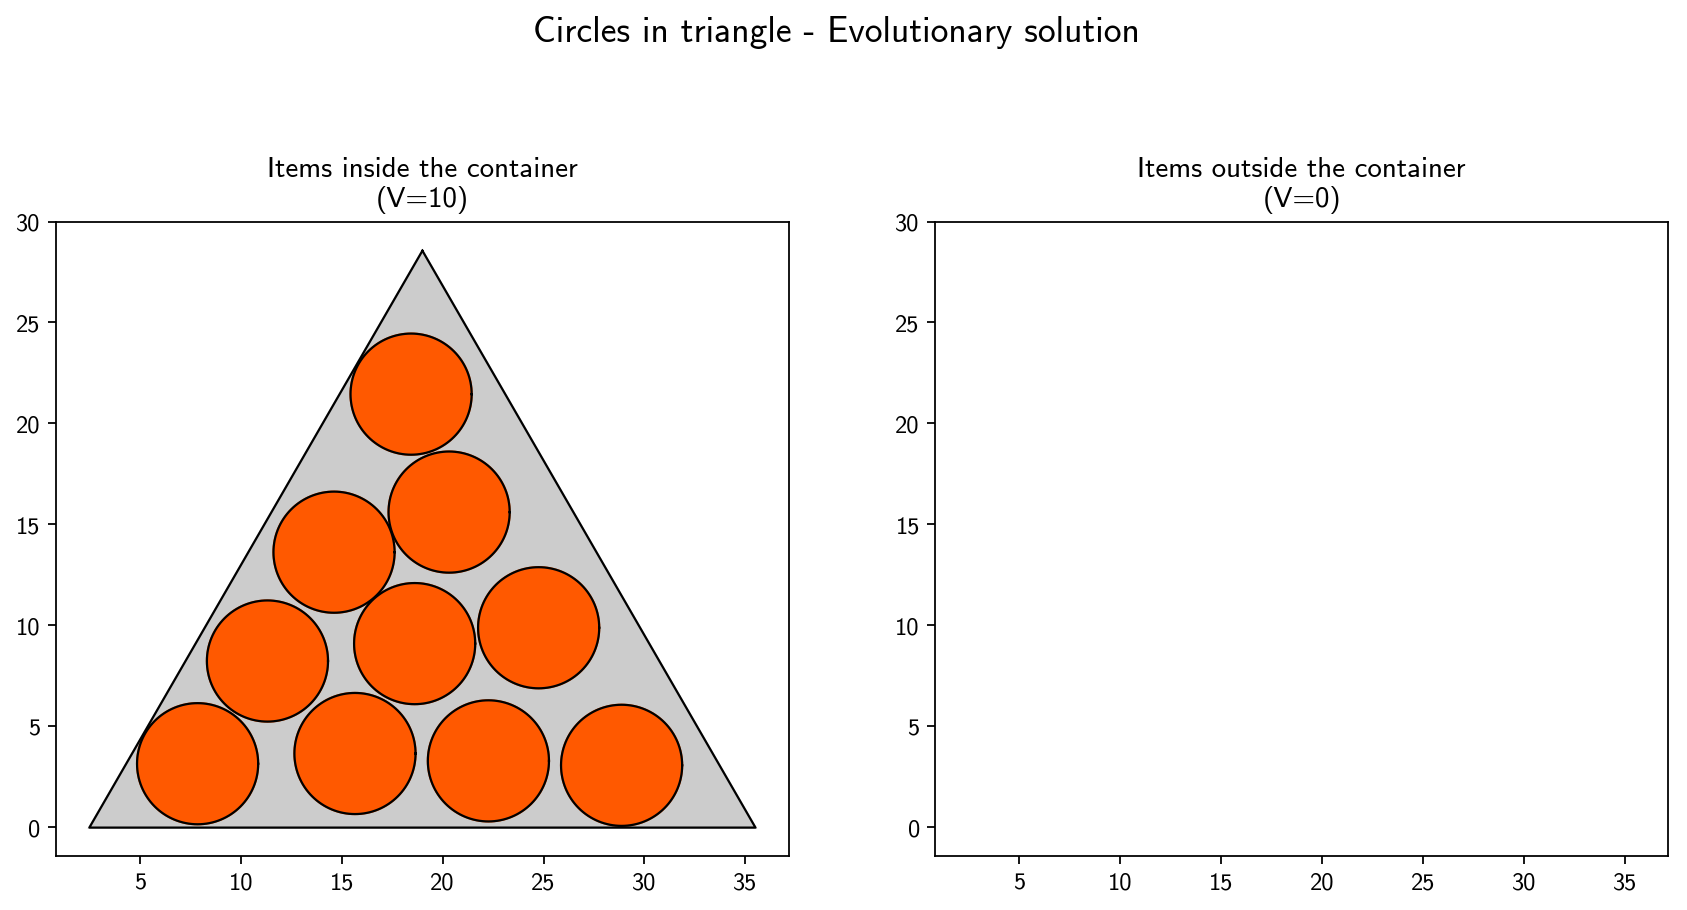 Circles in triangle - Evolutionary solution
Items inside the container
(V=10)
30
25
20
15
10
5
0
5 10 15 20 25 30 35
Items outside the container
(V=0)
30
25
20
15
10
5
0
5 10 15 20 25 30 35